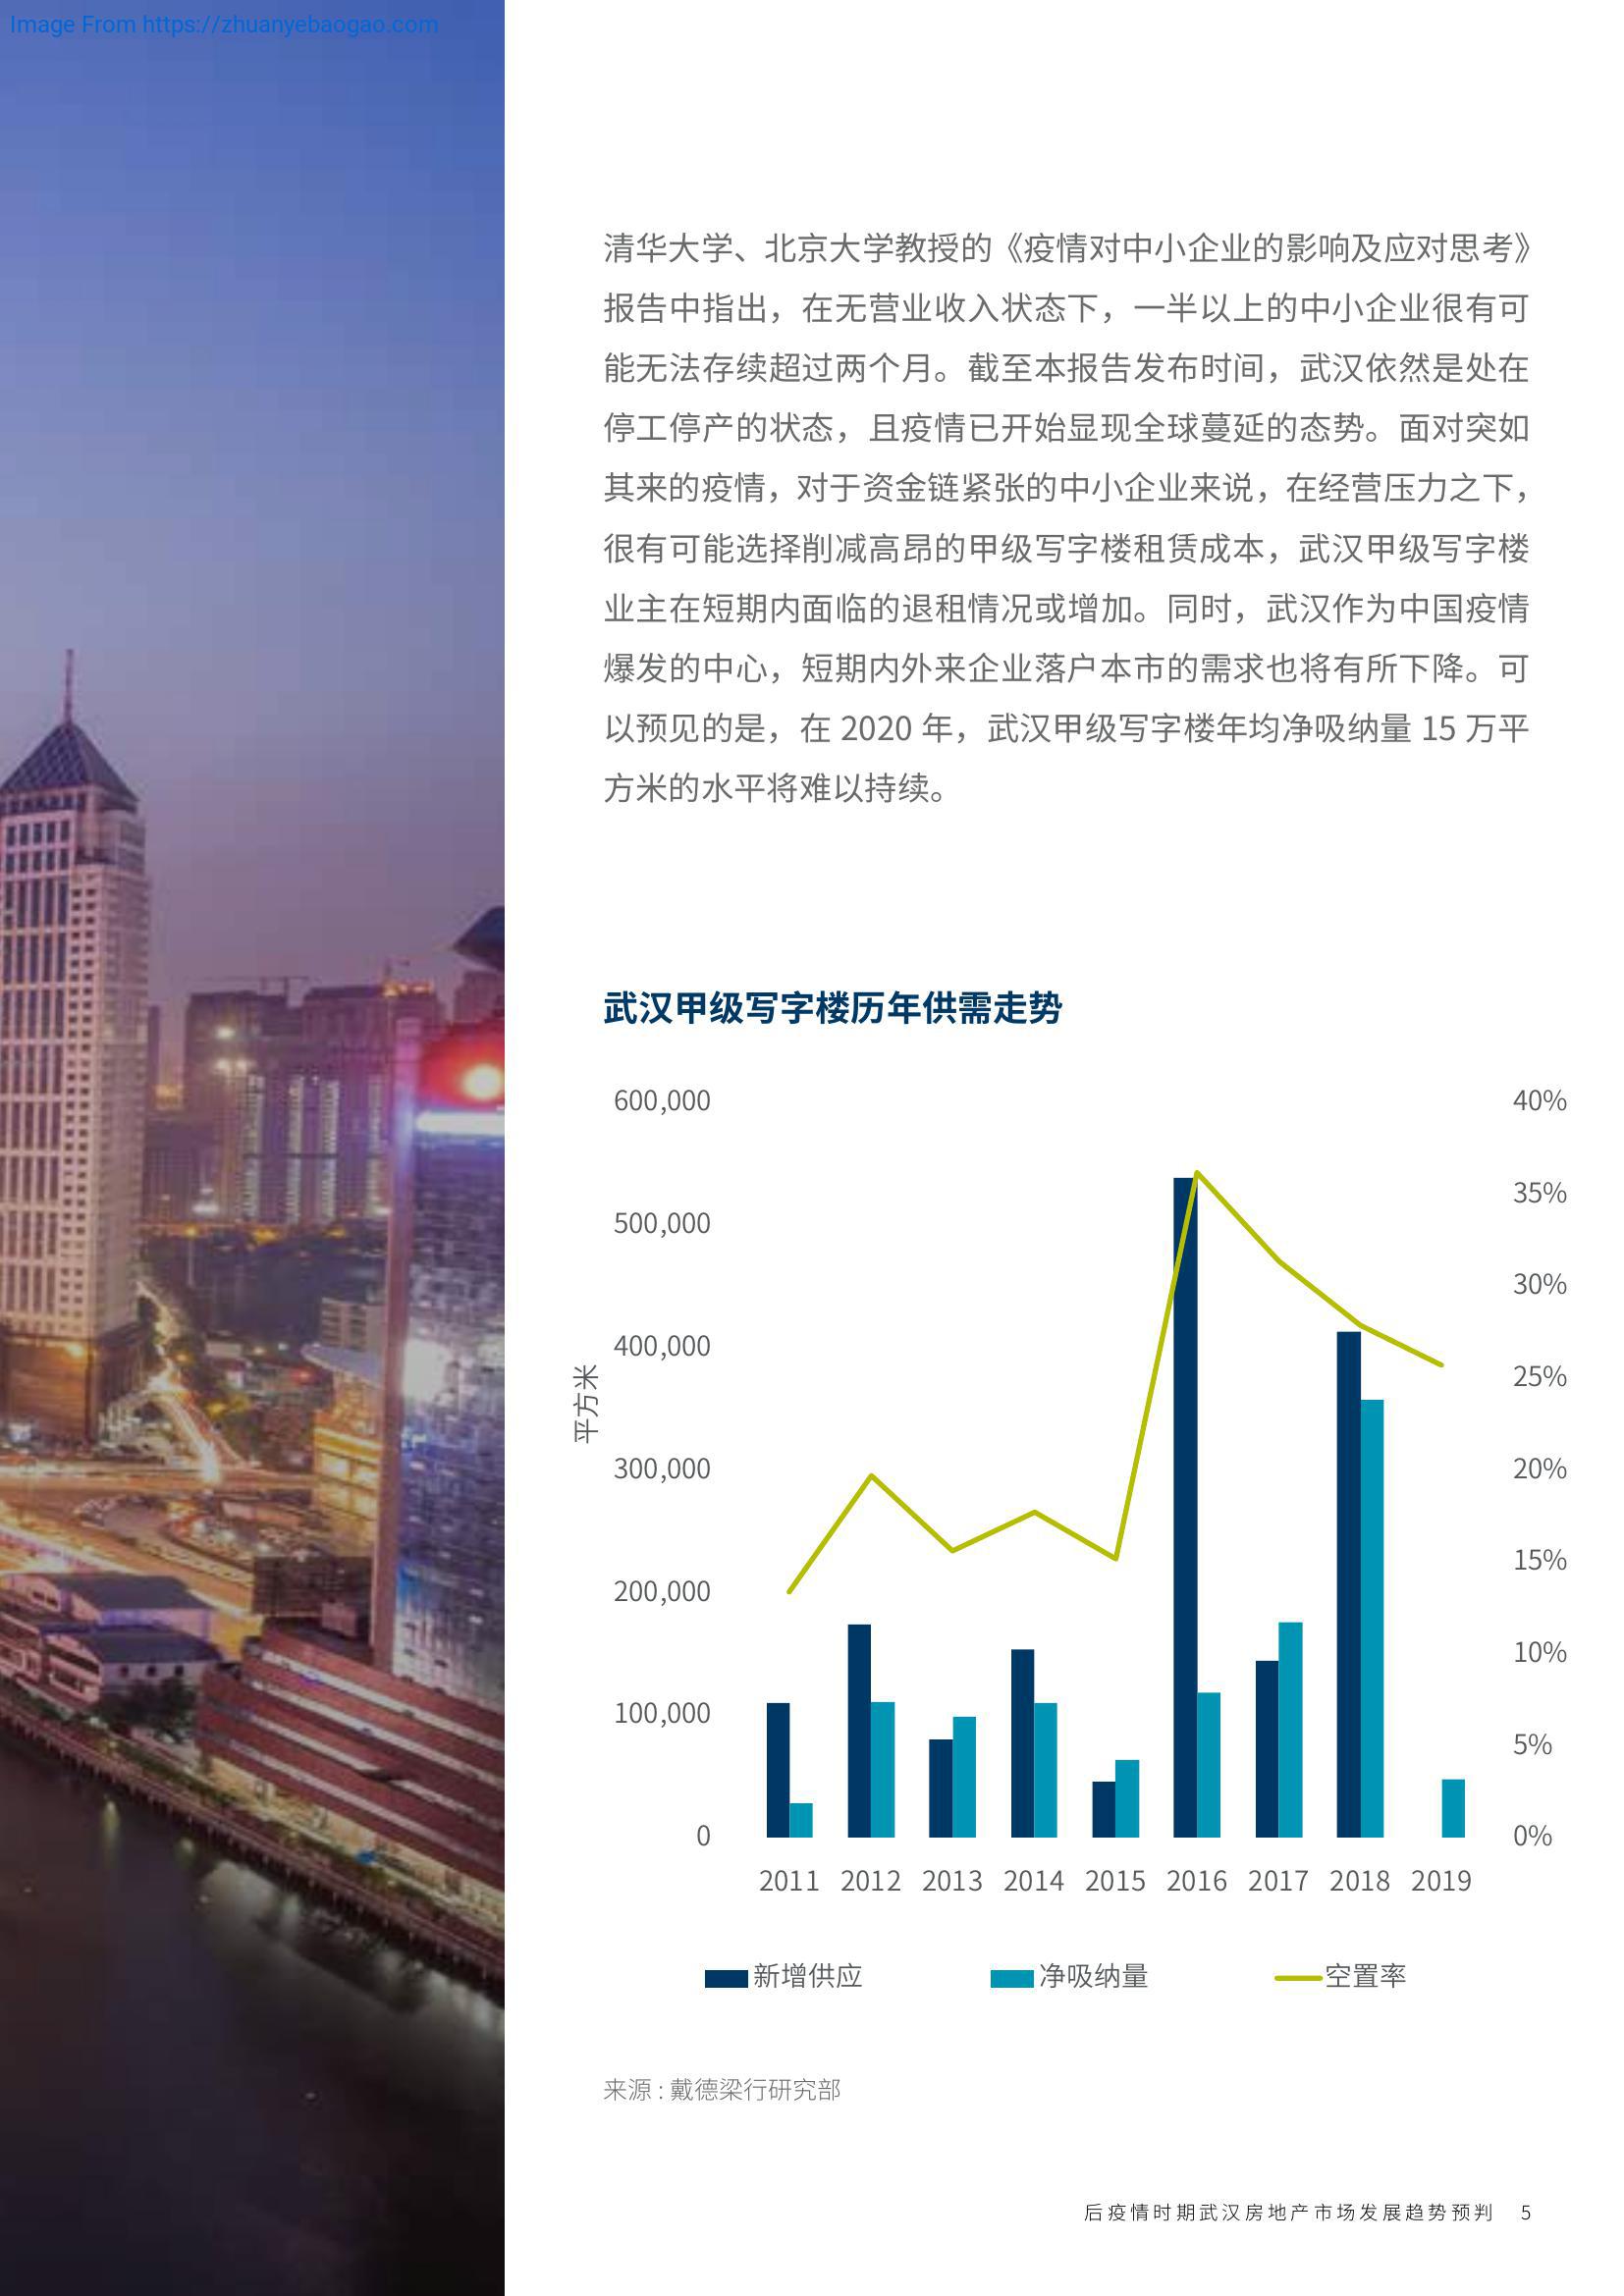 Image From https://zhuanyebaogao.com
清华大学、北京大学教授的《疫情对中小企业的影响及应对思考》
报告中指出，在无营业收入状态下，一半以上的中小企业很有可
能无法存续超过两个月。截至本报告发布时间，武汉依然是处在
停工停产的状态，且疫情已开始显现全球蔓延的态势。面对突如
其来的疫情，对于资金链紧张的中小企业来说，在经营压力之下，
很有可能选择削减高昂的甲级写字楼租赁成本，武汉甲级写字楼
业主在短期内面临的退租情况或增加。同时，武汉作为中国疫情
爆发的中心，短期内外来企业落户本市的需求也将有所下降。可
以预见的是，在 2020 年，武汉甲级写字楼年均净吸纳量 15 万平
方米的水平将难以持续。
武汉甲级写字楼历年供需走势
平方米
600,000
500,000
400,000
300,000
200,000
100,000
0
40%
35%
30%
25%
20%
15%
10%
5%
0%
2011 2012 2013 2014 2015 2016 2017 2018 2019
新增供应 净吸纳量 空置率
来源 : 戴德梁行研究部
后疫情时期武汉房地产市场发展趋势预判 5